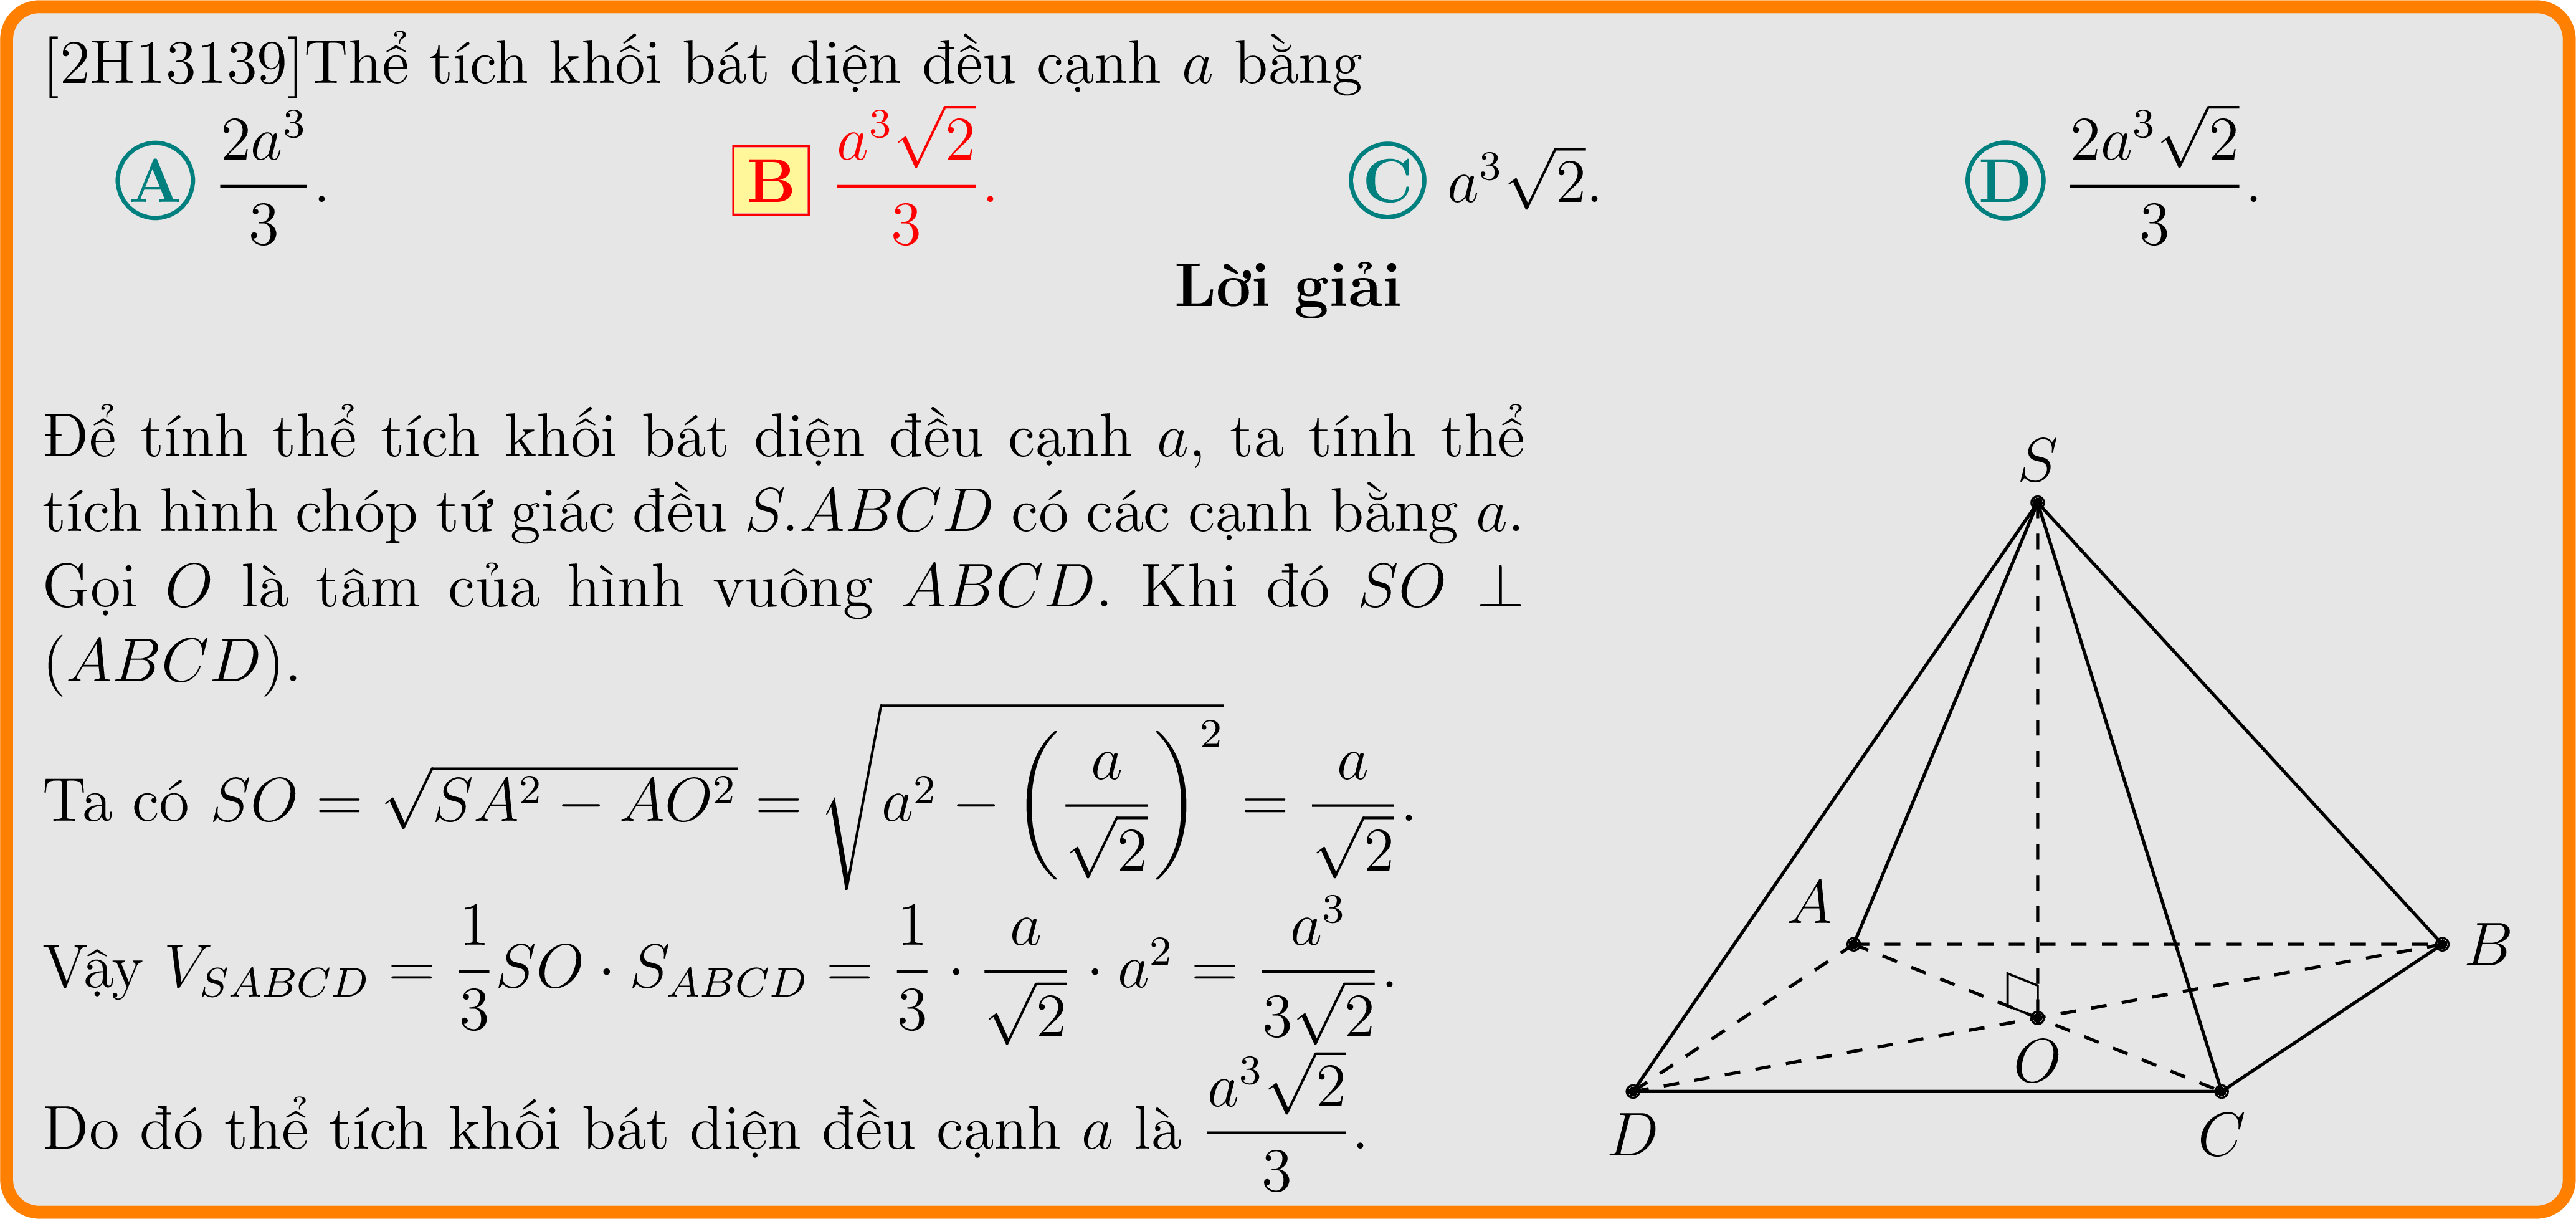 [2H13139]Thể tích khối bát diện đều cạnh a bằng
A \frac{2a^3}{3}. B \frac{a^3\sqrt{2}}{3}. C a^3\sqrt{2}. D \frac{2a^3\sqrt{2}}{3}.
Lời giải
Để tính thể tích khối bát diện đều cạnh a, ta tính thể
tích hình chóp tứ giác đều S.ABCD có các cạnh bằng a.
Gọi O là tâm của hình vuông ABCD. Khi đó SO ⊥
(ABCD).
Ta có SO = \sqrt{SA^2 − AO^2} = \sqrt{a^2 − \left(\frac{a}{\sqrt{2}}\right)^2} = \frac{a}{\sqrt{2}}.
Vậy V_{SABCD} = \frac{1}{3}SO · S_{ABCD} = \frac{1}{3} · \frac{a}{\sqrt{2}} · a^2 = \frac{a^3}{3\sqrt{2}}.
Do đó thể tích khối bát diện đều cạnh a là \frac{a^3\sqrt{2}}{3}.
S
A
B
O
D
C